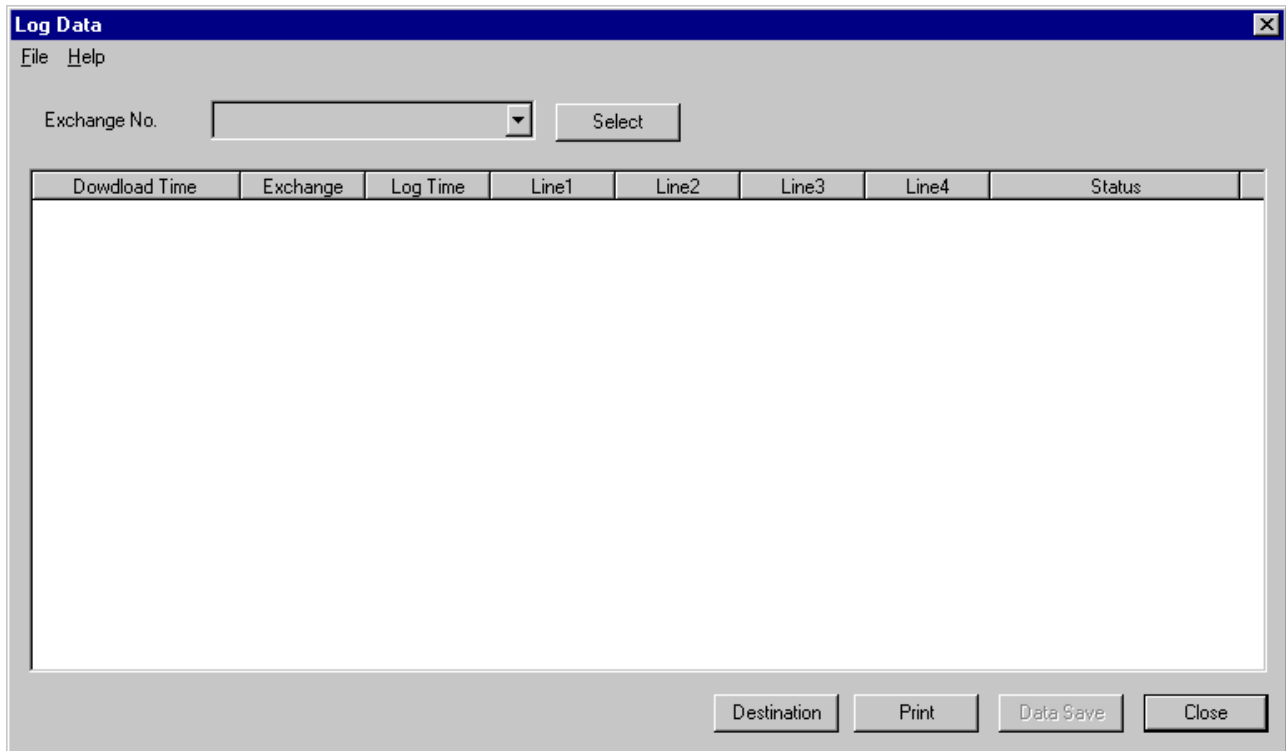 Log Data
File Help
Exchange No. Select
Dowdload Time Exchange Log Time Line1 Line2 Line3 Line4 Status
Destination Print Data Save Close